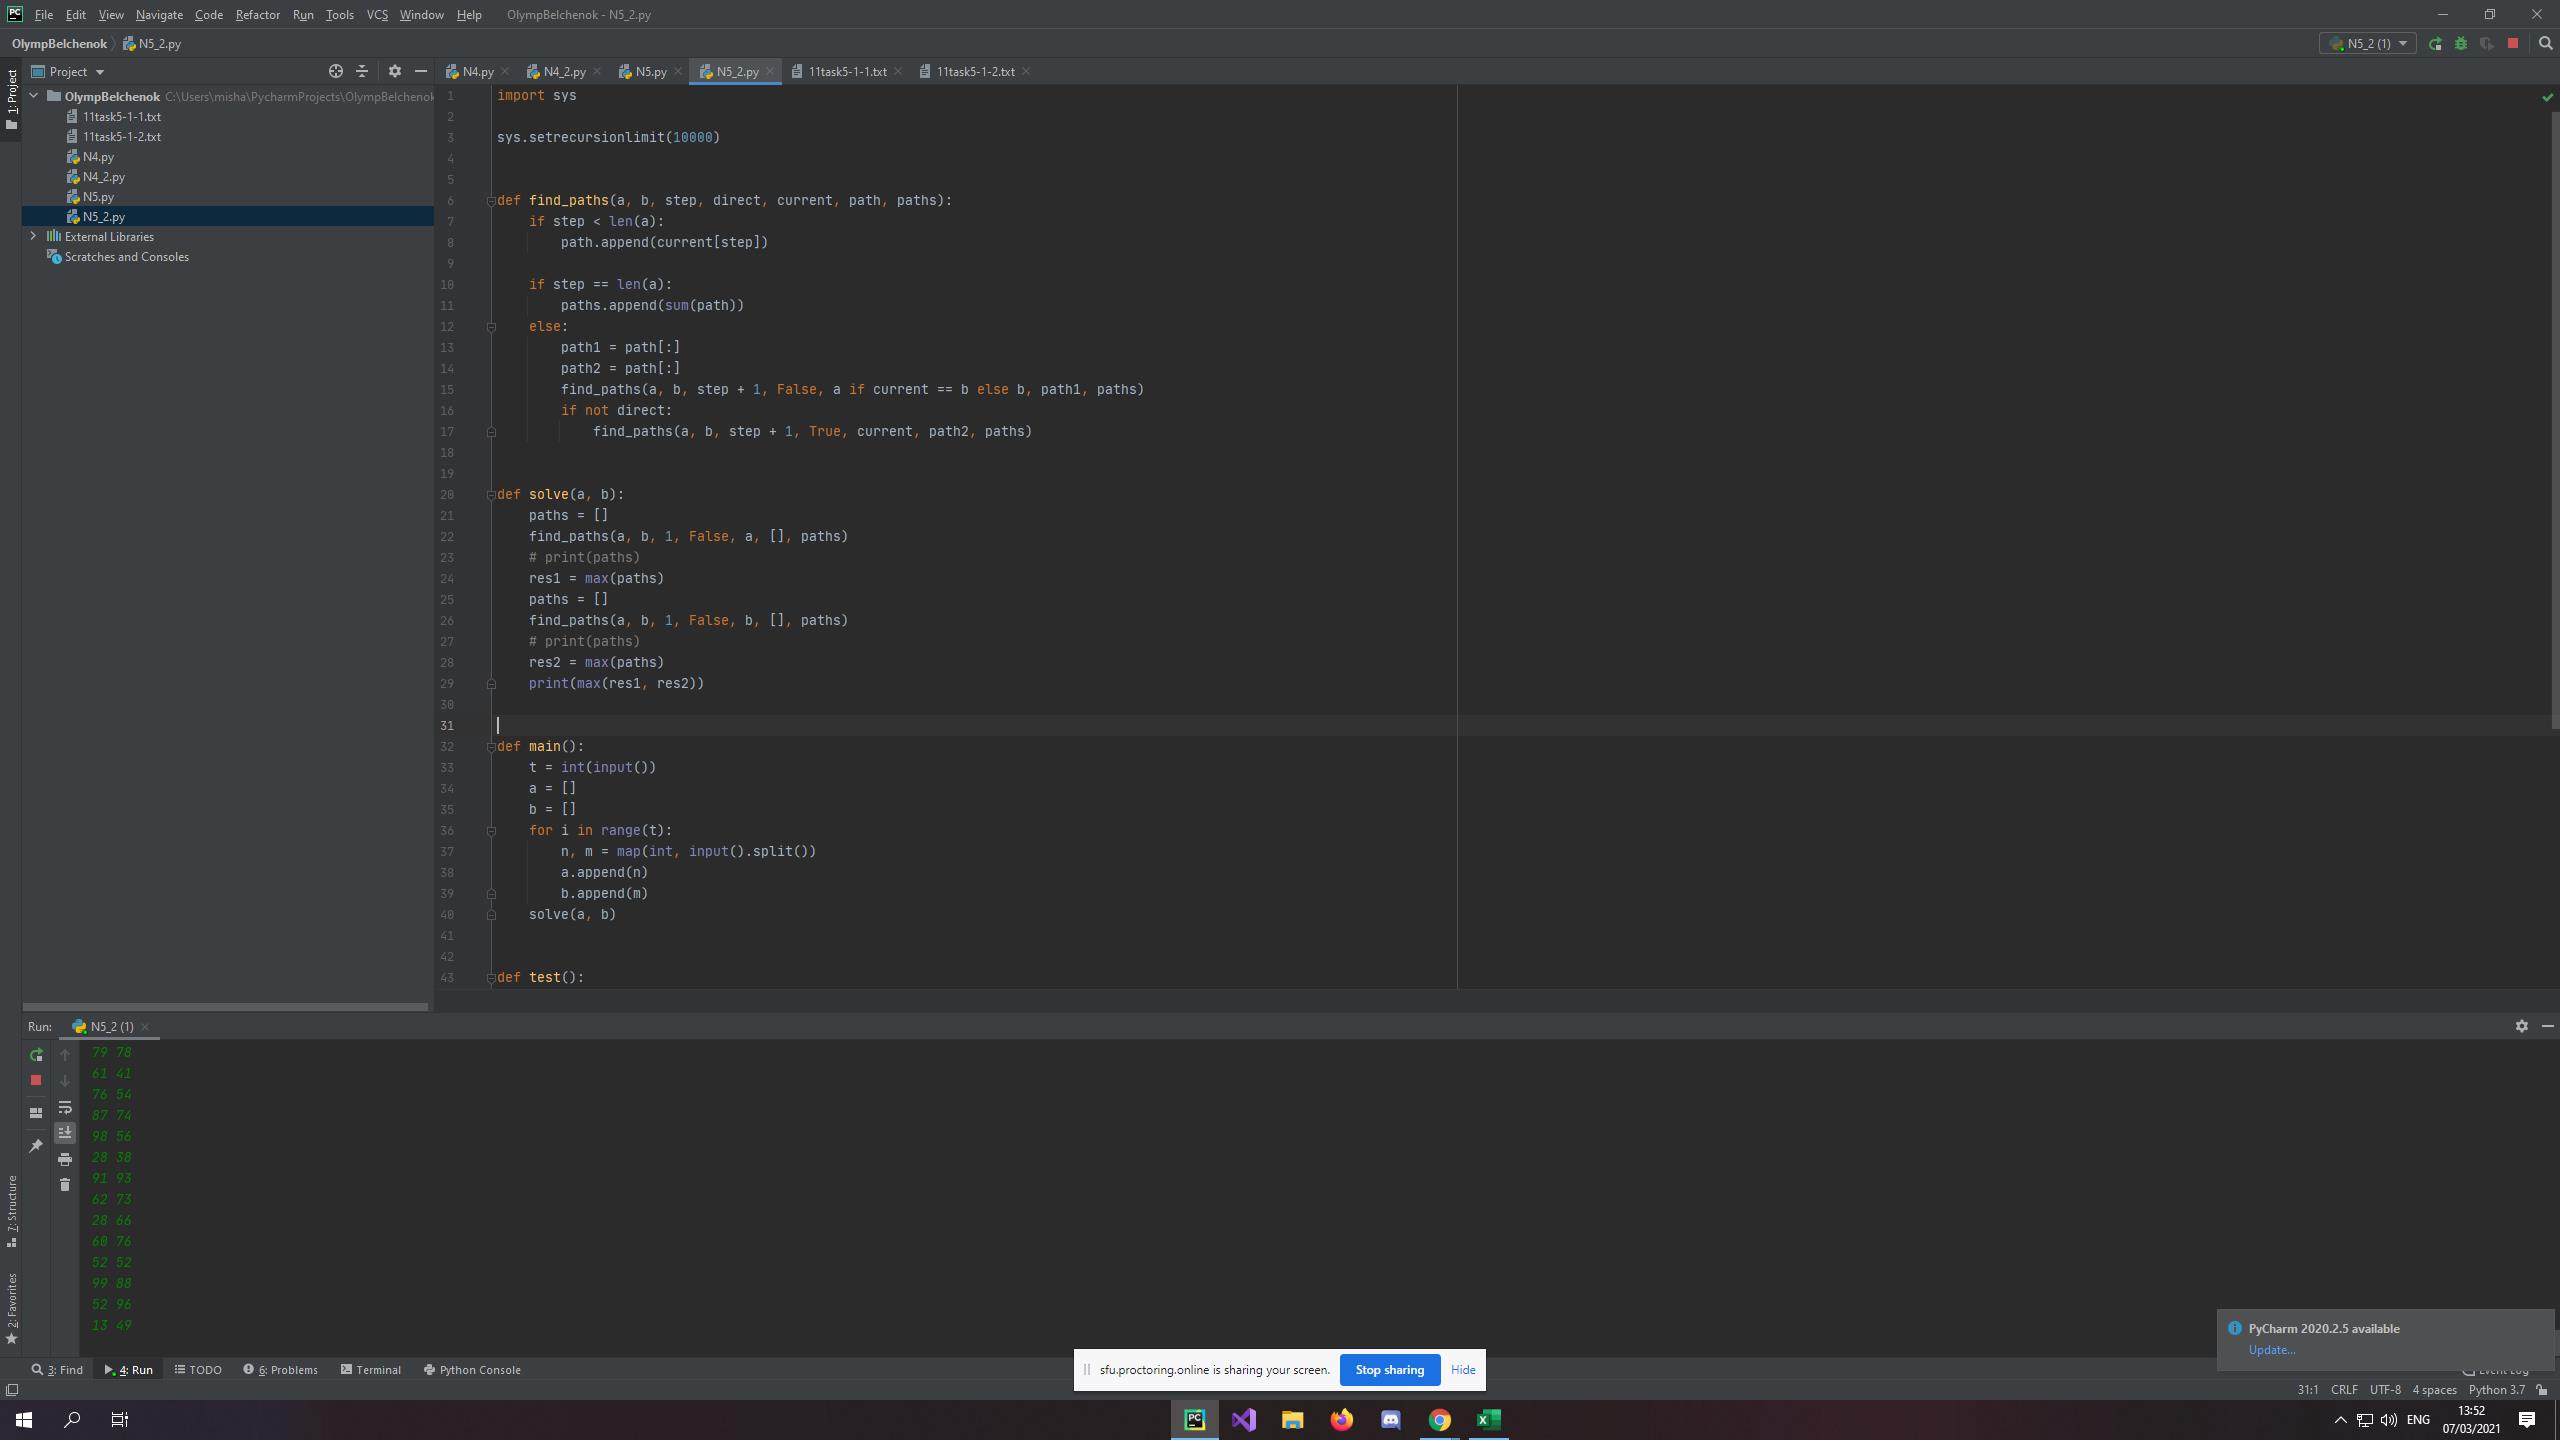 PC File Edit View Navigate Code Refactor Run Tools VCS Window Help OlympBelchenok - N5_2.py
OlympBelchenok N5_2.py N5_2 (1)
Project N4.py N4_2.py N5.py N5_2.py 11task5-1-1.txt 11task5-1-2.txt
1: Project
OlympBelchenok C:\Users\misha\PycharmProjects\OlympBelchenok
11task5-1-1.txt
11task5-1-2.txt
N4.py
N4_2.py
N5.py
N5_2.py
External Libraries
Scratches and Consoles
1 import sys
2
3 sys.setrecursionlimit(10000)
4
5
6 def find_paths(a, b, step, direct, current, path, paths):
7 if step < len(a):
8 path.append(current[step])
9
10 if step == len(a):
11 paths.append(sum(path))
12 else:
13 path1 = path[:]
14 path2 = path[:]
15 find_paths(a, b, step + 1, False, a if current == b else b, path1, paths)
16 if not direct:
17 find_paths(a, b, step + 1, True, current, path2, paths)
18
19
20 def solve(a, b):
21 paths = []
22 find_paths(a, b, 1, False, a, [], paths)
23 # print(paths)
24 res1 = max(paths)
25 paths = []
26 find_paths(a, b, 1, False, b, [], paths)
27 # print(paths)
28 res2 = max(paths)
29 print(max(res1, res2))
30
31
32 def main():
33 t = int(input())
34 a = []
35 b = []
36 for i in range(t):
37 n, m = map(int, input().split())
38 a.append(n)
39 b.append(m)
40 solve(a, b)
41
42
43 def test():
Run: N5_2 (1)
79 78
61 41
76 54
87 74
98 56
28 38
91 93
62 73
28 66
60 76
52 52
99 88
52 96
13 49
7: Structure
2: Favorites
PyCharm 2020.2.5 available
Update...
3: Find 4: Run TODO 6: Problems Terminal Python Console
Event Log
sfu.proctoring.online is sharing your screen. Stop sharing Hide
31:1 CRLF UTF-8 4 spaces Python 3.7
PC
ENG
13:52
07/03/2021